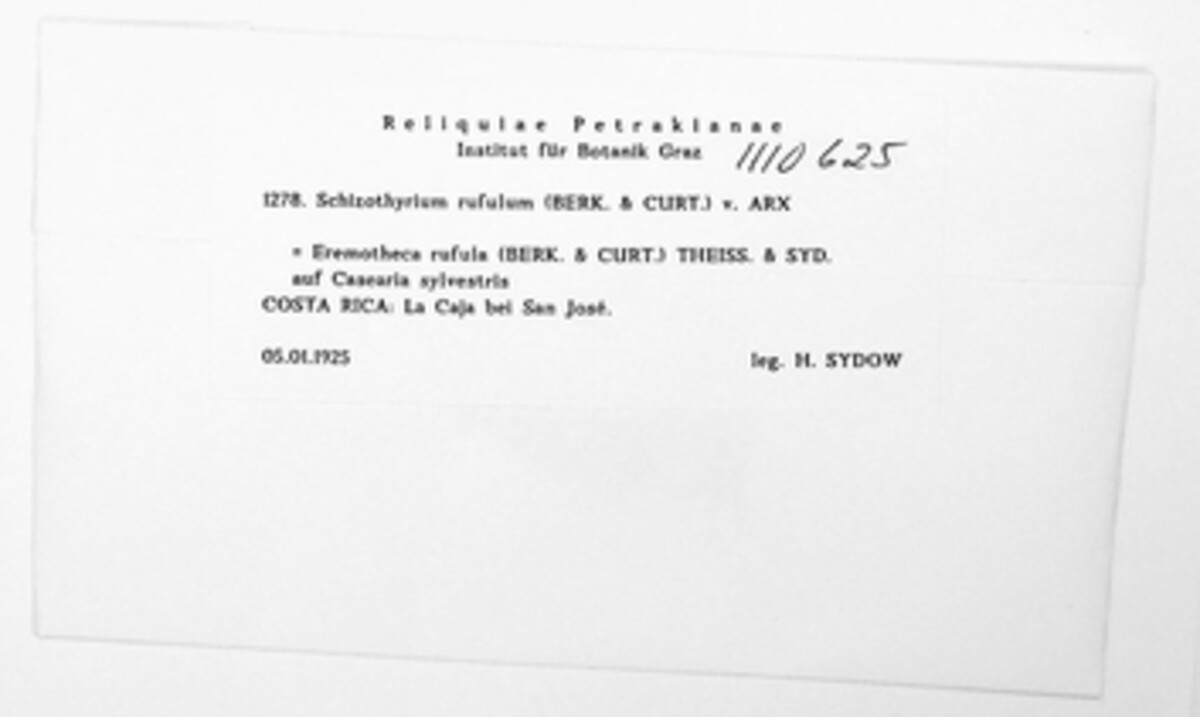 Reliquiae Petrakianae
Institut für Botanik Graz 1110625
1278. Schizothyrium rufulum (BERK. & CURT.) v. ARX
= Eremotheca rufula (BERK. & CURT.) THEISS. & SYD.
auf Casearia sylvestris
COSTA RICA: La Caja bei San José.
05.01.1925 leg. H. SYDOW